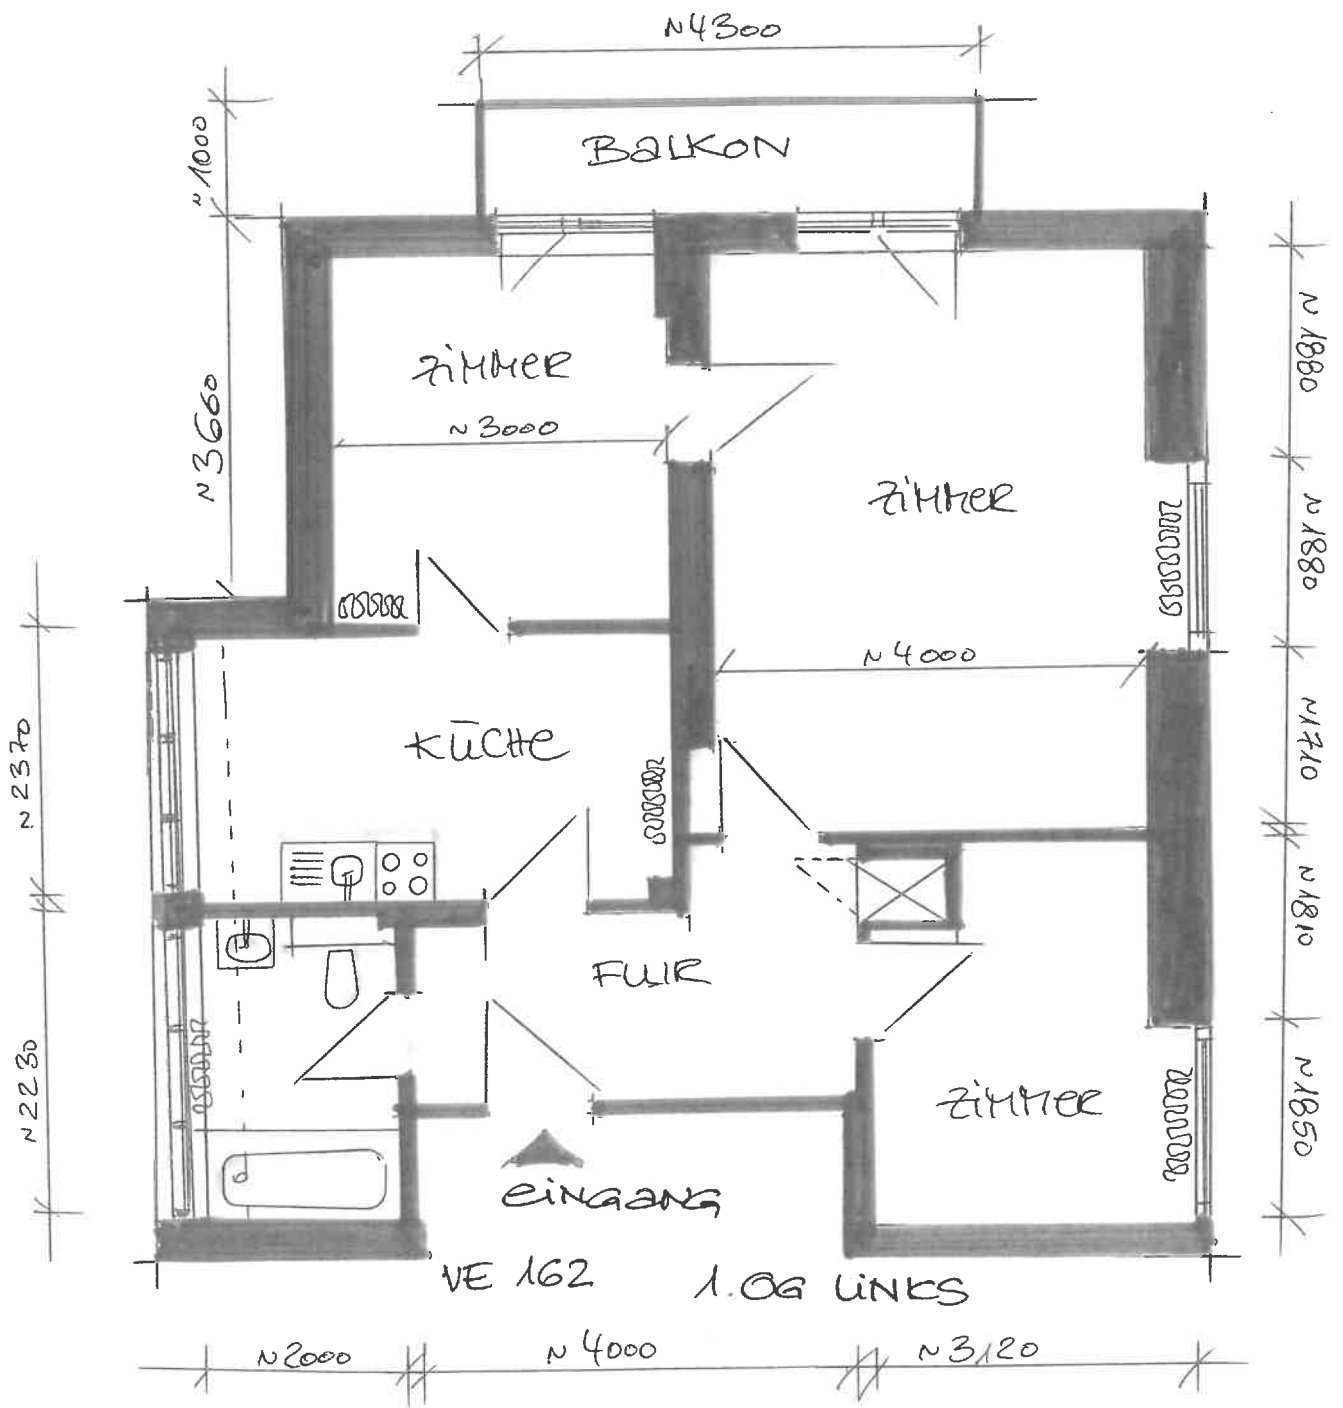 ~4300
~1000
BALKON
~3660
ZIMMER
~3000
~1880
ZIMMER
~1880
~4000
~1710
KÜCHE
~2370
~1810
FLUR
~2230
ZIMMER
~1850
EINGANG
VE 162 1.OG LINKS
~2000 ~4000 ~3120